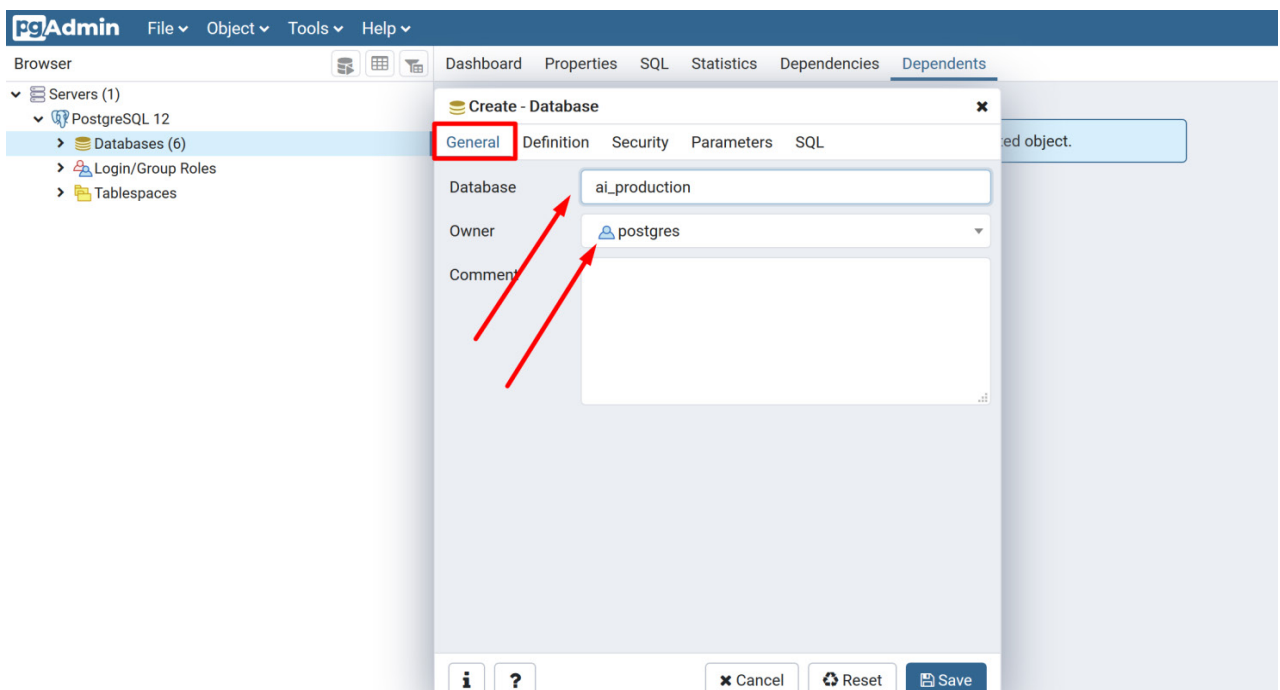 pgAdmin File Object Tools Help
Browser
Dashboard Properties SQL Statistics Dependencies Dependents
Servers (1)
PostgreSQL 12
Databases (6)
Login/Group Roles
Tablespaces
ed object.
Create - Database
General Definition Security Parameters SQL
Database ai_production
Owner postgres
Comment
i ? Cancel Reset Save